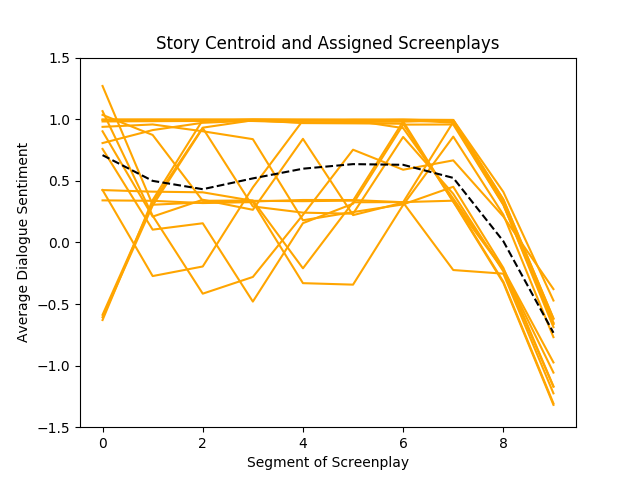 Story Centroid and Assigned Screenplays
Average Dialogue Sentiment
1.5
1.0
0.5
0.0
−0.5
−1.0
−1.5
0 2 4 6 8
Segment of Screenplay